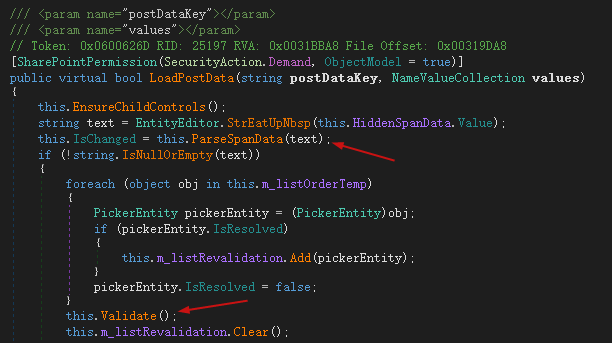 /// <param name="postDataKey"></param>
/// <param name="values"></param>
// Token: 0x0600626D RID: 25197 RVA: 0x0031BBA8 File Offset: 0x00319DA8
[SharePointPermission(SecurityAction.Demand, ObjectModel = true)]
public virtual bool LoadPostData(string postDataKey, NameValueCollection values)
{
    this.EnsureChildControls();
    string text = EntityEditor.StrEatUpNbsp(this.HiddenSpanData.Value);
    this.IsChanged = this.ParseSpanData(text);
    if (!string.IsNullOrEmpty(text))
    {
        foreach (object obj in this.m_listOrderTemp)
        {
            PickerEntity pickerEntity = (PickerEntity)obj;
            if (pickerEntity.IsResolved)
            {
                this.m_listRevalidation.Add(pickerEntity);
            }
            pickerEntity.IsResolved = false;
        }
        this.Validate();
        this.m_listRevalidation.Clear();